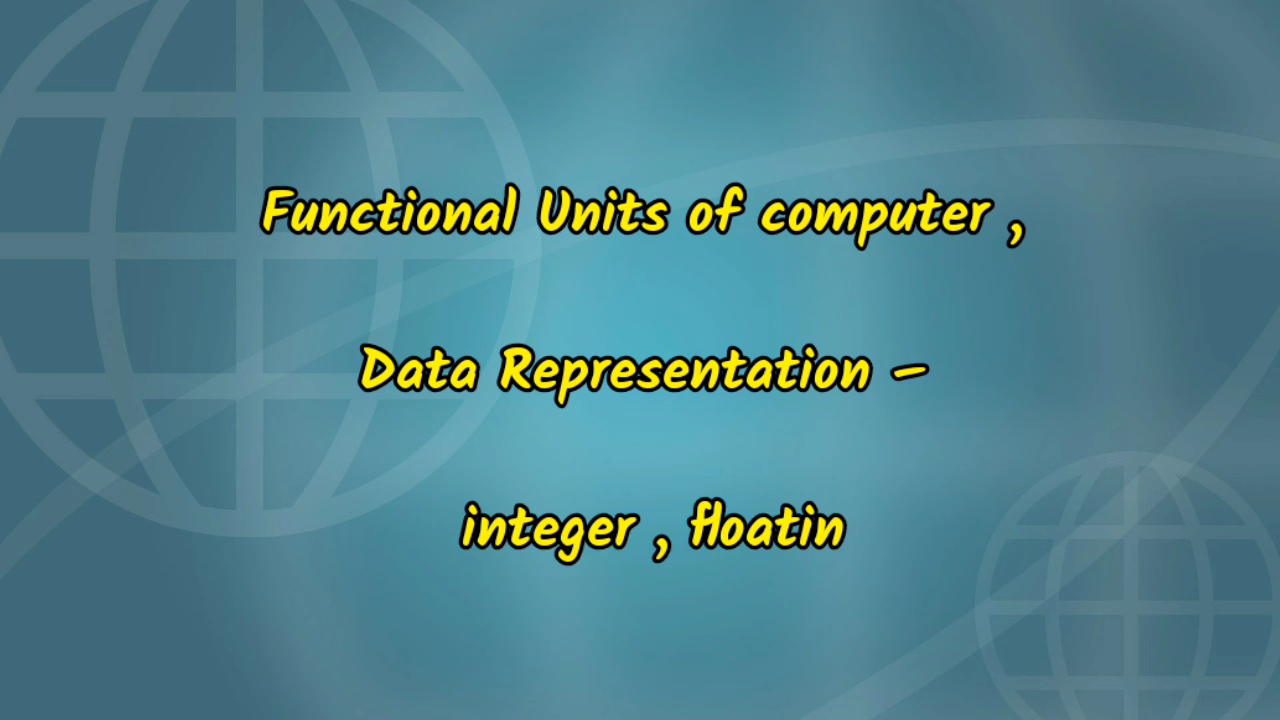 Functional Units of computer ,
Data Representation –
integer , floatin